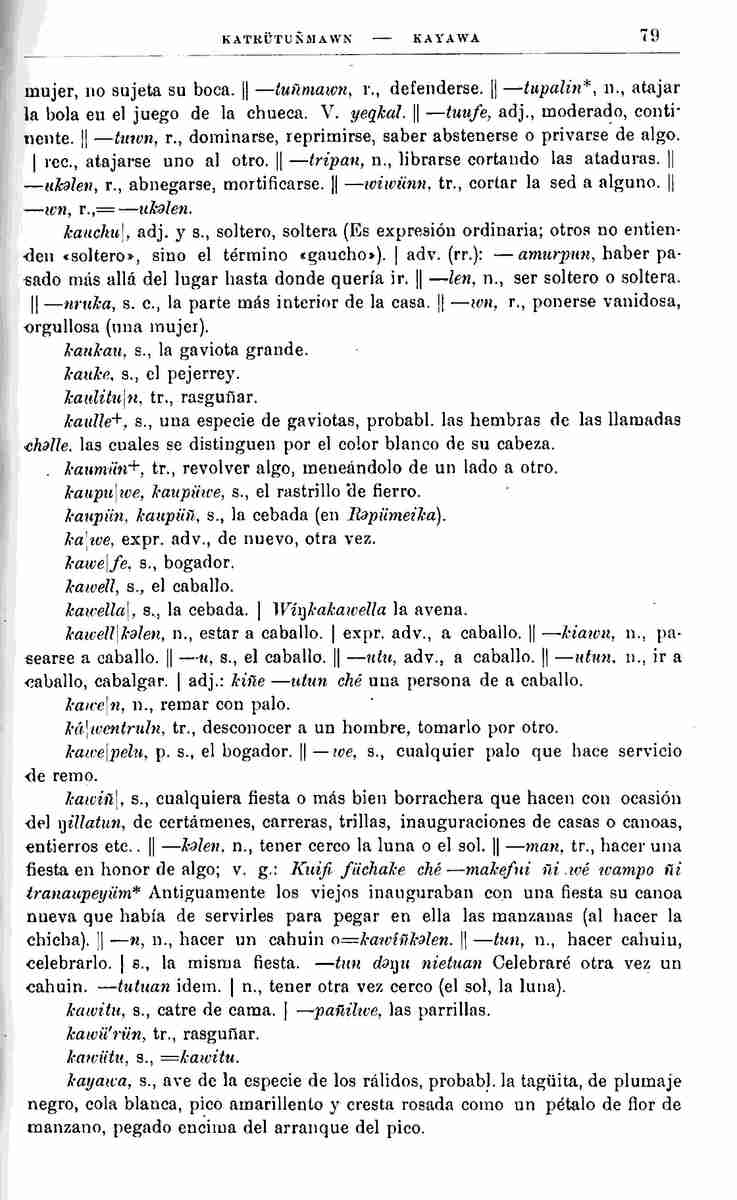 KATRÜTUÑMAWN — KAYAWA 79
mujer, no sujeta su boca. || —tuñmawn, r., defenderse. || —tupalin*, n., atajar
la bola en el juego de la chueca. V. yeqkal. || —tuufe, adj., moderado, conti-
nente. || —tuwn, r., dominarse, reprimirse, saber abstenerse o privarse de algo.
| rec., atajarse uno al otro. || —tripan, n., librarse cortando las ataduras. ||
—ukəlen, r., abnegarse, mortificarse. || —wiwünn, tr., cortar la sed a alguno. ||
—wn, r.,= —ukəlen.
kauchu|, adj. y s., soltero, soltera (Es expresión ordinaria; otros no entien-
den «soltero», sino el término «gaucho»). | adv. (rr.): —amurpun, haber pa-
sado más allá del lugar hasta donde quería ir. || —len, n., ser soltero o soltera.
|| —nruka, s. c., la parte más interior de la casa. || —wn, r., ponerse vanidosa,
orgullosa (una mujer).
kaukau, s., la gaviota grande.
kauke, s., el pejerrey.
kaulitu|n, tr., rasguñar.
kaulle+, s., una especie de gaviotas, probabl. las hembras de las llamadas
chəlle, las cuales se distinguen por el color blanco de su cabeza.
kaumün+, tr., revolver algo, meneándolo de un lado a otro.
kaupu|we, kaupüwe, s., el rastrillo de fierro.
kaupün, kaupüñ, s., la cebada (en Rəpümeika).
ka|we, expr. adv., de nuevo, otra vez.
kawe|fe, s., bogador.
kawell, s., el caballo.
kawella|, s., la cebada. | Wíŋkakawella la avena.
kawell|kəlen, n., estar a caballo. | expr. adv., a caballo. || —kiawn, n., pa-
searse a caballo. || —u, s., el caballo. || —utu, adv., a caballo. || —utun, n., ir a
caballo, cabalgar. | adj.: kiñe —utun ché una persona de a caballo.
kawe|n, n., remar con palo.
ká|wentruln, tr., desconocer a un hombre, tomarlo por otro.
kawe|pelu, p. s., el bogador. || —we, s., cualquier palo que hace servicio
de remo.
kawiñ|, s., cualquiera fiesta o más bien borrachera que hacen con ocasión
del ŋillatun, de certámenes, carreras, trillas, inauguraciones de casas o canoas,
entierros etc.. || —kəlen, n., tener cerco la luna o el sol. || —man, tr., hacer una
fiesta en honor de algo; v. g.: Kuifi füchake ché —makefui ñi wé wampo ñi
tranaupeyüm* Antiguamente los viejos inauguraban con una fiesta su canoa
nueva que había de servirles para pegar en ella las manzanas (al hacer la
chicha). || —n, n., hacer un cahuin o=kawíñkəlen. || —tun, n., hacer cahuin,
celebrarlo. | s., la misma fiesta. —tun dəŋu nietuan Celebraré otra vez un
cahuin. —tutuan idem. | n., tener otra vez cerco (el sol, la luna).
kawitu, s., catre de cama. | —pañilwe, las parrillas.
kawü'rün, tr., rasguñar.
kawütu, s., =kawitu.
kayawa, s., ave de la especie de los rálidos, probabl. la tagüita, de plumaje
negro, cola blanca, pico amarillento y cresta rosada como un pétalo de flor de
manzano, pegado encima del arranque del pico.